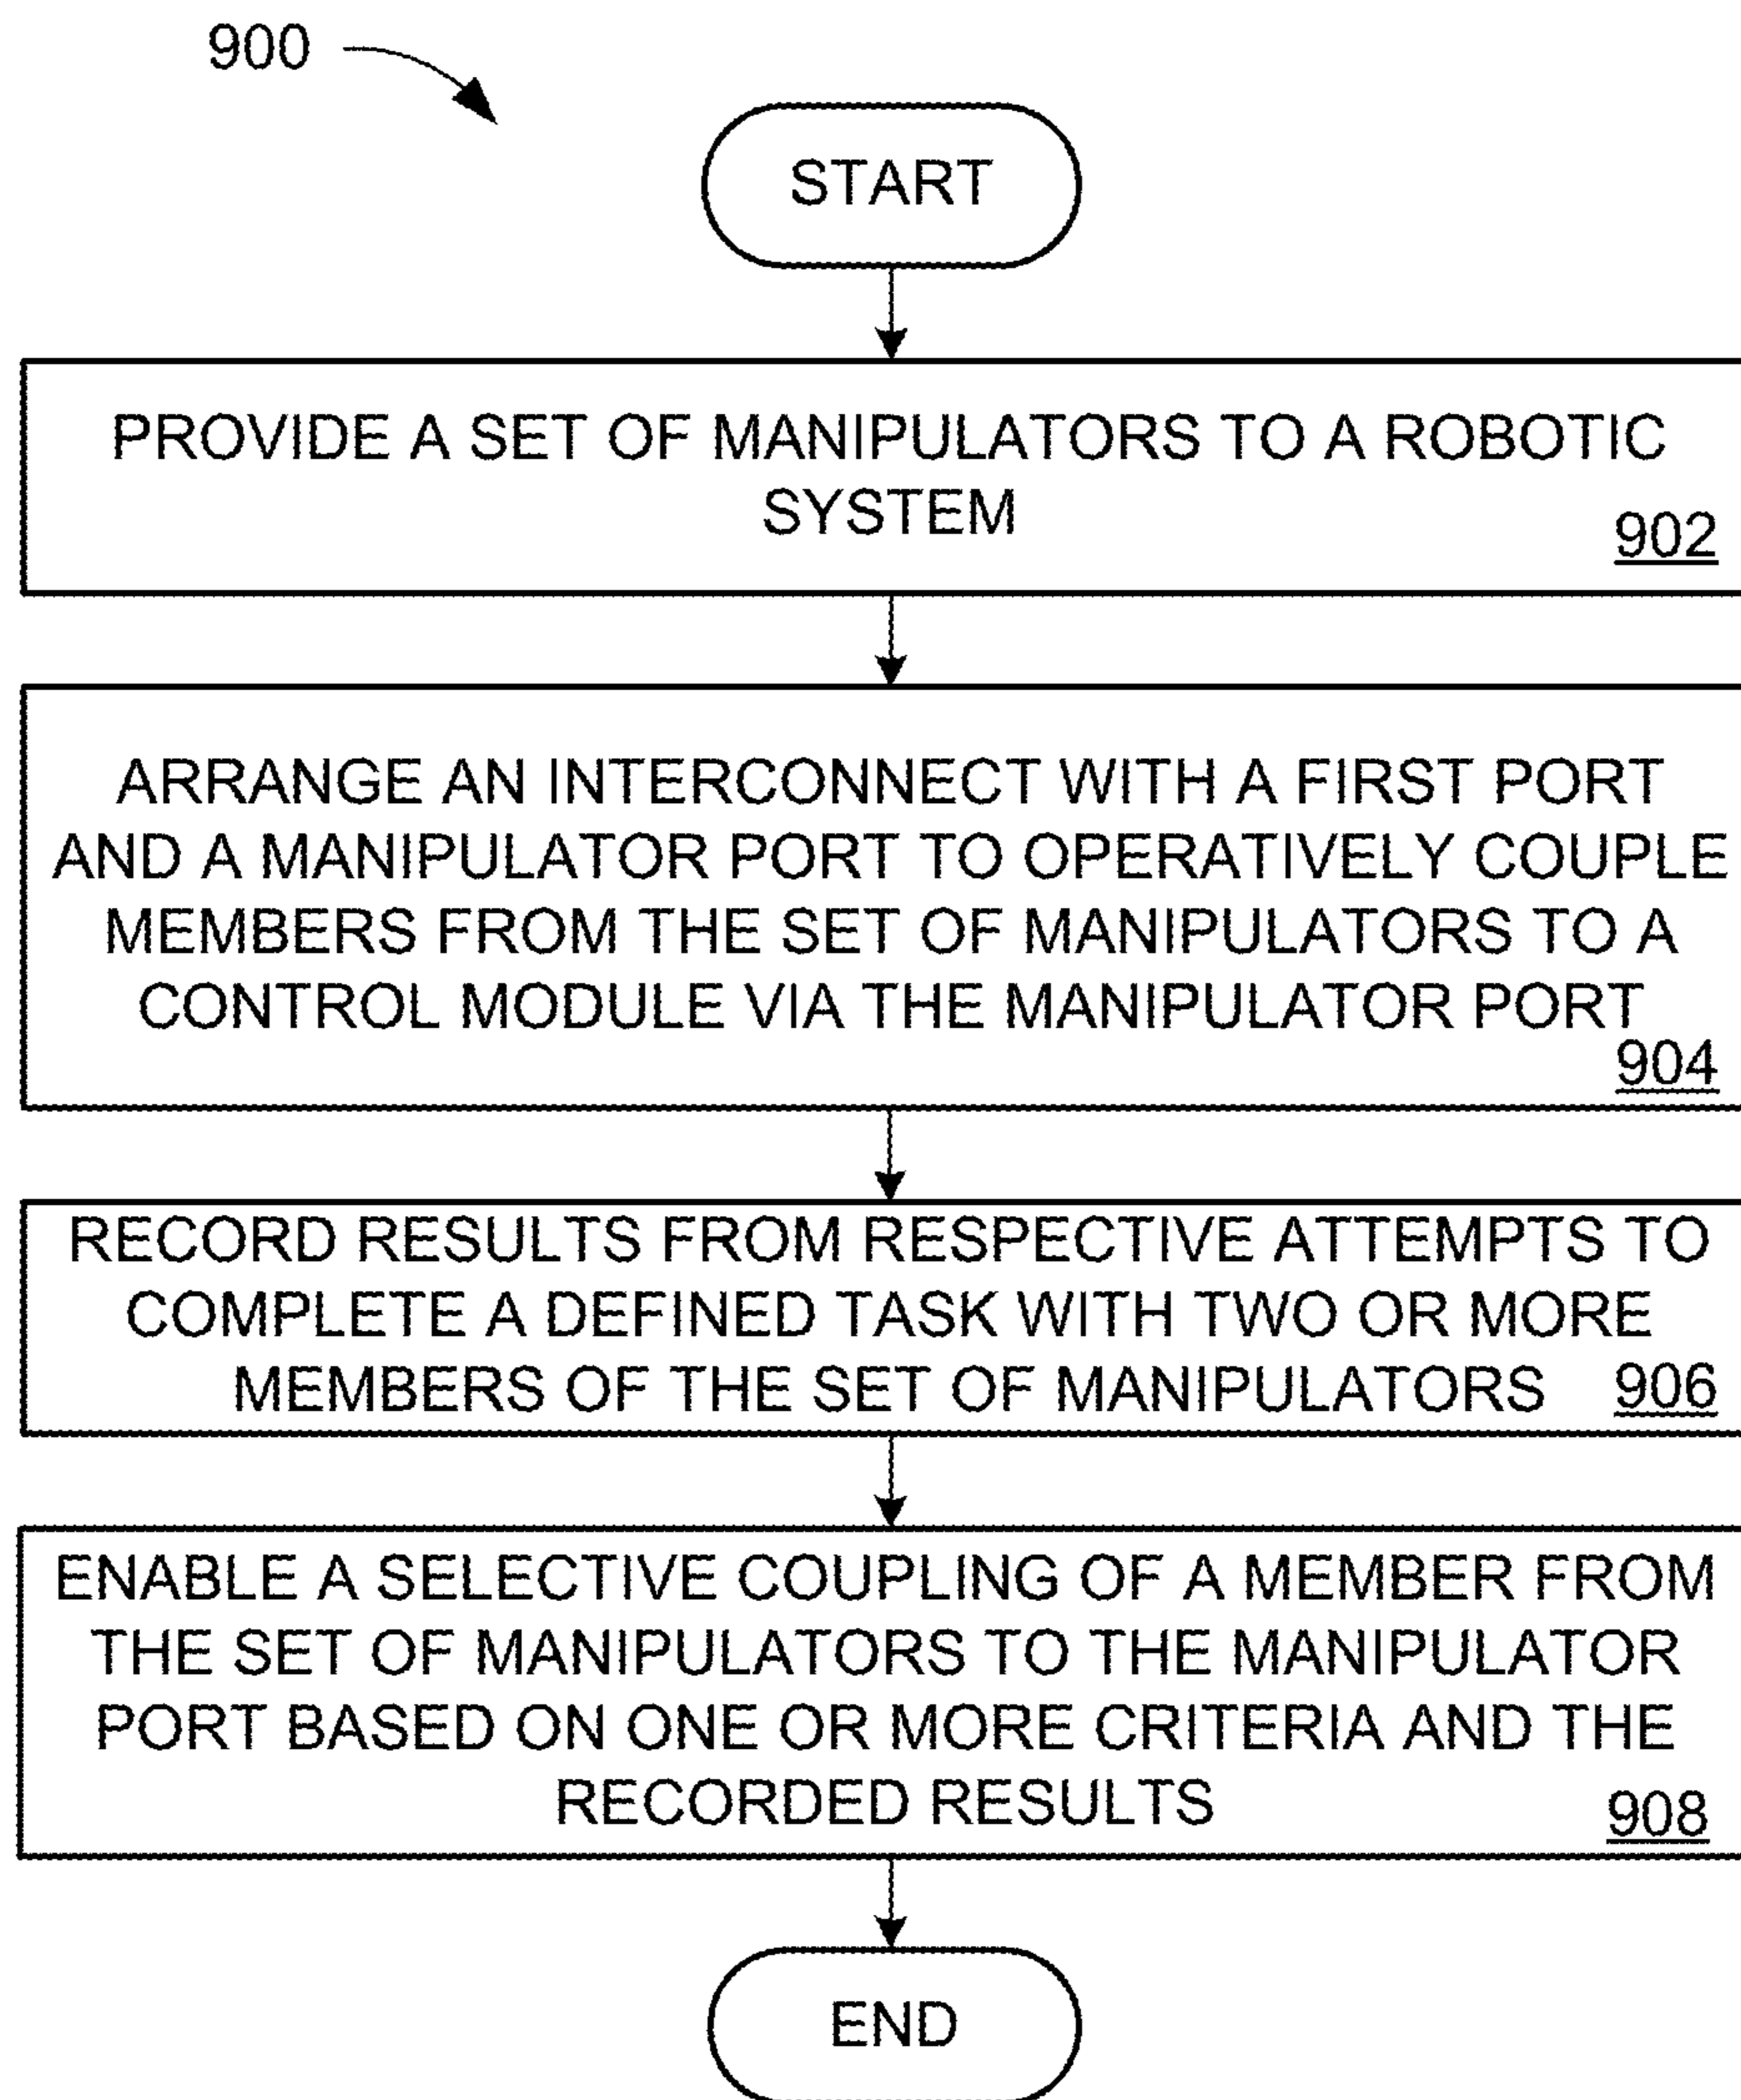 900
START
PROVIDE A SET OF MANIPULATORS TO A ROBOTIC
SYSTEM
902
ARRANGE AN INTERCONNECT WITH A FIRST PORT
AND A MANIPULATOR PORT TO OPERATIVELY COUPLE
MEMBERS FROM THE SET OF MANIPULATORS TO A
CONTROL MODULE VIA THE MANIPULATOR PORT
904
RECORD RESULTS FROM RESPECTIVE ATTEMPTS TO
COMPLETE A DEFINED TASK WITH TWO OR MORE
MEMBERS OF THE SET OF MANIPULATORS 906
ENABLE A SELECTIVE COUPLING OF A MEMBER FROM
THE SET OF MANIPULATORS TO THE MANIPULATOR
PORT BASED ON ONE OR MORE CRITERIA AND THE
RECORDED RESULTS
908
END